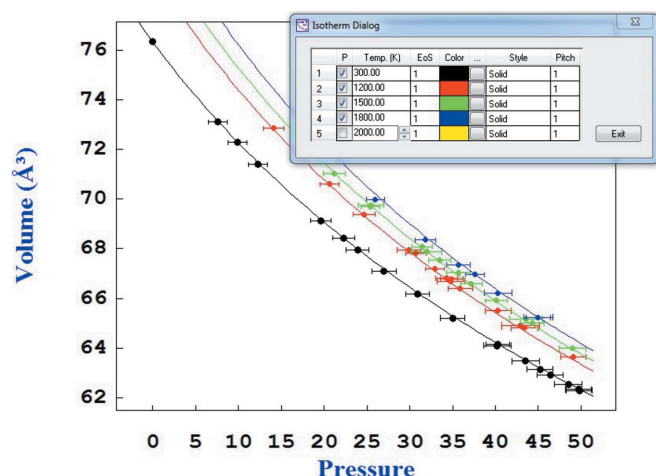 Isotherm Dialog
P Temp. (K) EoS Color ... Style Pitch
1 300.00 1 Solid 1
2 1200.00 1 Solid 1
3 1500.00 1 Solid 1
4 1800.00 1 Solid 1
5 2000.00 1 Solid 1
Exit
Volume (Å³)
76
74
72
70
68
66
64
62
0 5 10 15 20 25 30 35 40 45 50
Pressure